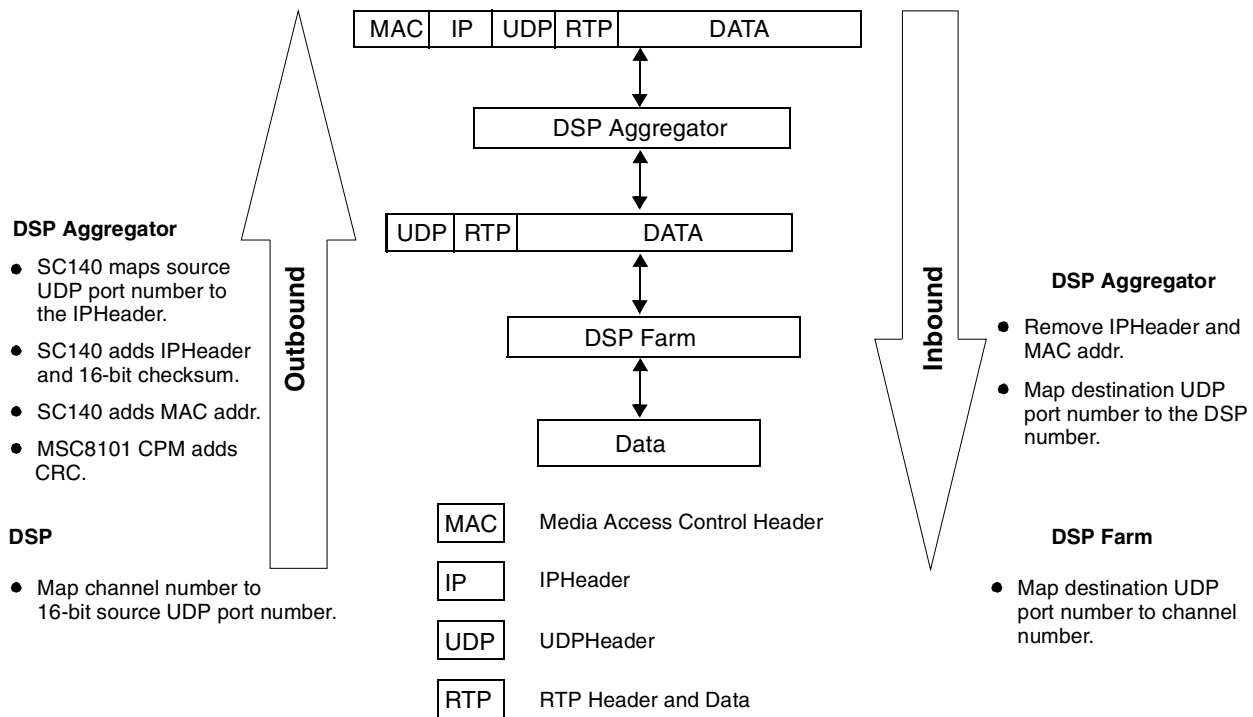 MAC IP UDP RTP DATA
DSP Aggregator
UDP RTP DATA
DSP Farm
Data
Outbound
Inbound
DSP Aggregator
● SC140 maps source
UDP port number to
the IPHeader.
● SC140 adds IPHeader
and 16-bit checksum.
● SC140 adds MAC addr.
● MSC8101 CPM adds
CRC.
DSP
● Map channel number to
16-bit source UDP port number.
DSP Aggregator
● Remove IPHeader and
MAC addr.
● Map destination UDP
port number to the DSP
number.
DSP Farm
● Map destination UDP
port number to channel
number.
MAC Media Access Control Header
IP IPHeader
UDP UDPHeader
RTP RTP Header and Data